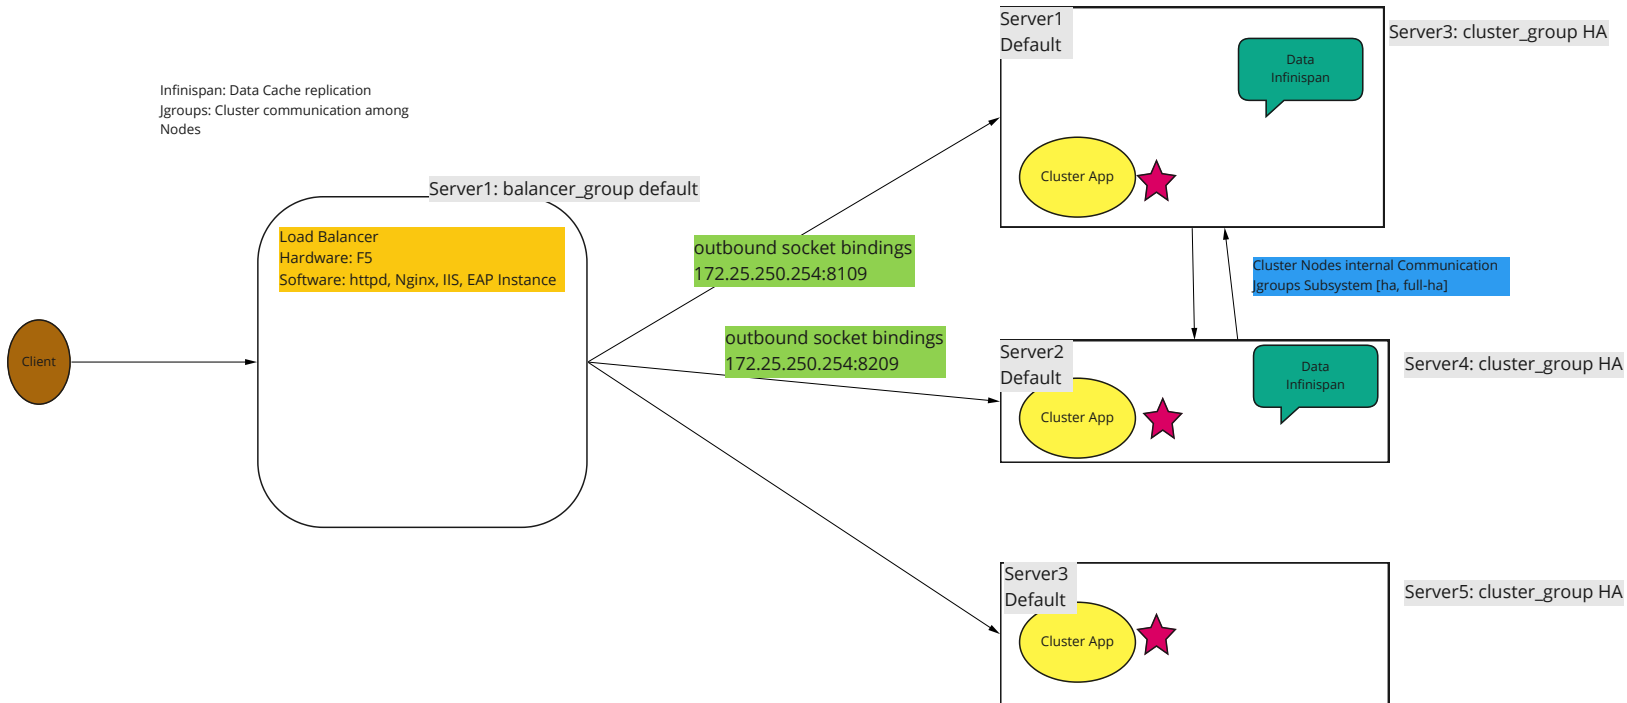 Infinispan: Data Cache replication
Jgroups: Cluster communication among
Nodes
Server1: balancer_group default
Load Balancer
Hardware: F5
Software: httpd, Nginx, IIS, EAP Instance
Client
outbound socket bindings
172.25.250.254:8109
outbound socket bindings
172.25.250.254:8209
Server1
Default
Data
Infinispan
Cluster App
Server3: cluster_group HA
Cluster Nodes internal Communication
Jgroups Subsystem [ha, full-ha]
Server2
Default
Data
Infinispan
Cluster App
Server4: cluster_group HA
Server3
Default
Cluster App
Server5: cluster_group HA